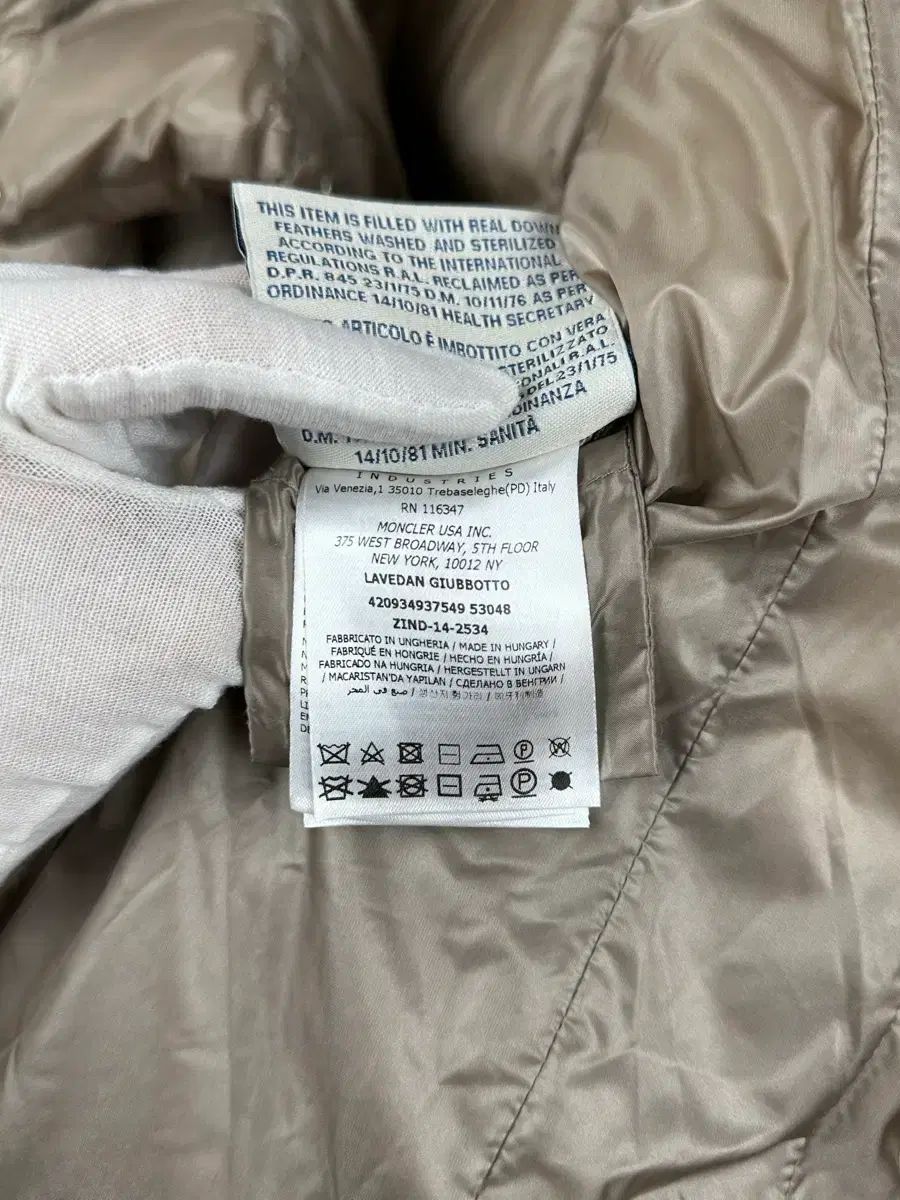 THIS ITEM IS FILLED WITH REAL DOWN
FEATHERS WASHED AND STERILIZED
ACCORDING TO THE INTERNATIONAL
REGULATIONS R.A.L. RECLAIMED AS PER
D.P.R. 845 23/1/75 D.M. 10/11/76 AS PER
ORDINANCE 14/10/81 HEALTH SECRETARY
ARTICOLO È IMBOTTITO CON VERA
STERILIZZATO
R.A.L.
DEL 23/1/75
D.M.
14/10/81 MIN. SANITÀ
INDUSTRIES
Via Venezia,1 35010 Trebaseleghe(PD) Italy
RN 116347
MONCLER USA INC.
375 WEST BROADWAY, 5TH FLOOR
NEW YORK, 10012 NY
LAVEDAN GIUBBOTTO
420934937549 53048
ZIND-14-2534
FABBRICATO IN UNGHERIA / MADE IN HUNGARY /
FABRIQUÉ EN HONGRIE / HECHO EN HUNGRÍA /
FABRICADO NA HUNGRIA / HERGESTELLT IN UNGARN
/ MACARISTAN'DA YAPILAN / СДЕЛАНО В ВЕНГРИИ /
صنع في المجر /